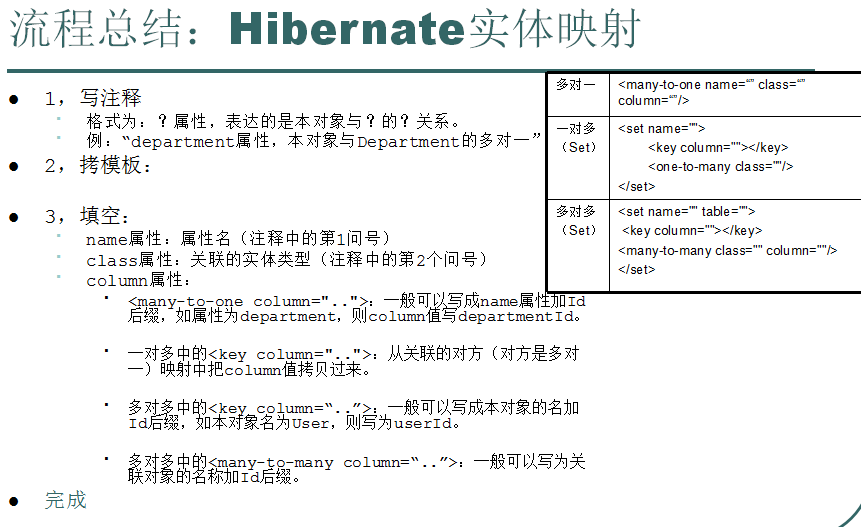 流程总结：Hibernate实体映射
1，写注释
格式为：？属性，表达的是本对象与？的？关系。
例：“department属性，本对象与Department的多对一”
2，拷模板：
3，填空：
name属性：属性名（注释中的第1问号）
class属性：关联的实体类型（注释中的第2个问号）
column属性：
<many-to-one column="..">：一般可以写成name属性加Id
后缀，如属性为department，则column值写departmentId。
一对多中的<key column="..">：从关联的对方（对方是多对
一）映射中把column值拷贝过来。
多对多中的<key column=“..”>：一般可以写成本对象的名加
Id后缀，如本对象名为User，则写为userId。
多对多中的<many-to-many column=“..”>：一般可以写为关
联对象的名称加Id后缀。
完成
多对一
<many-to-one name=“” class=“”
column=“”/>
一对多
（Set）
<set name="">
<key column=""></key>
<one-to-many class=""/>
</set>
多对多
（Set）
<set name="" table="">
<key column=""></key>
<many-to-many class="" column=""/>
</set>